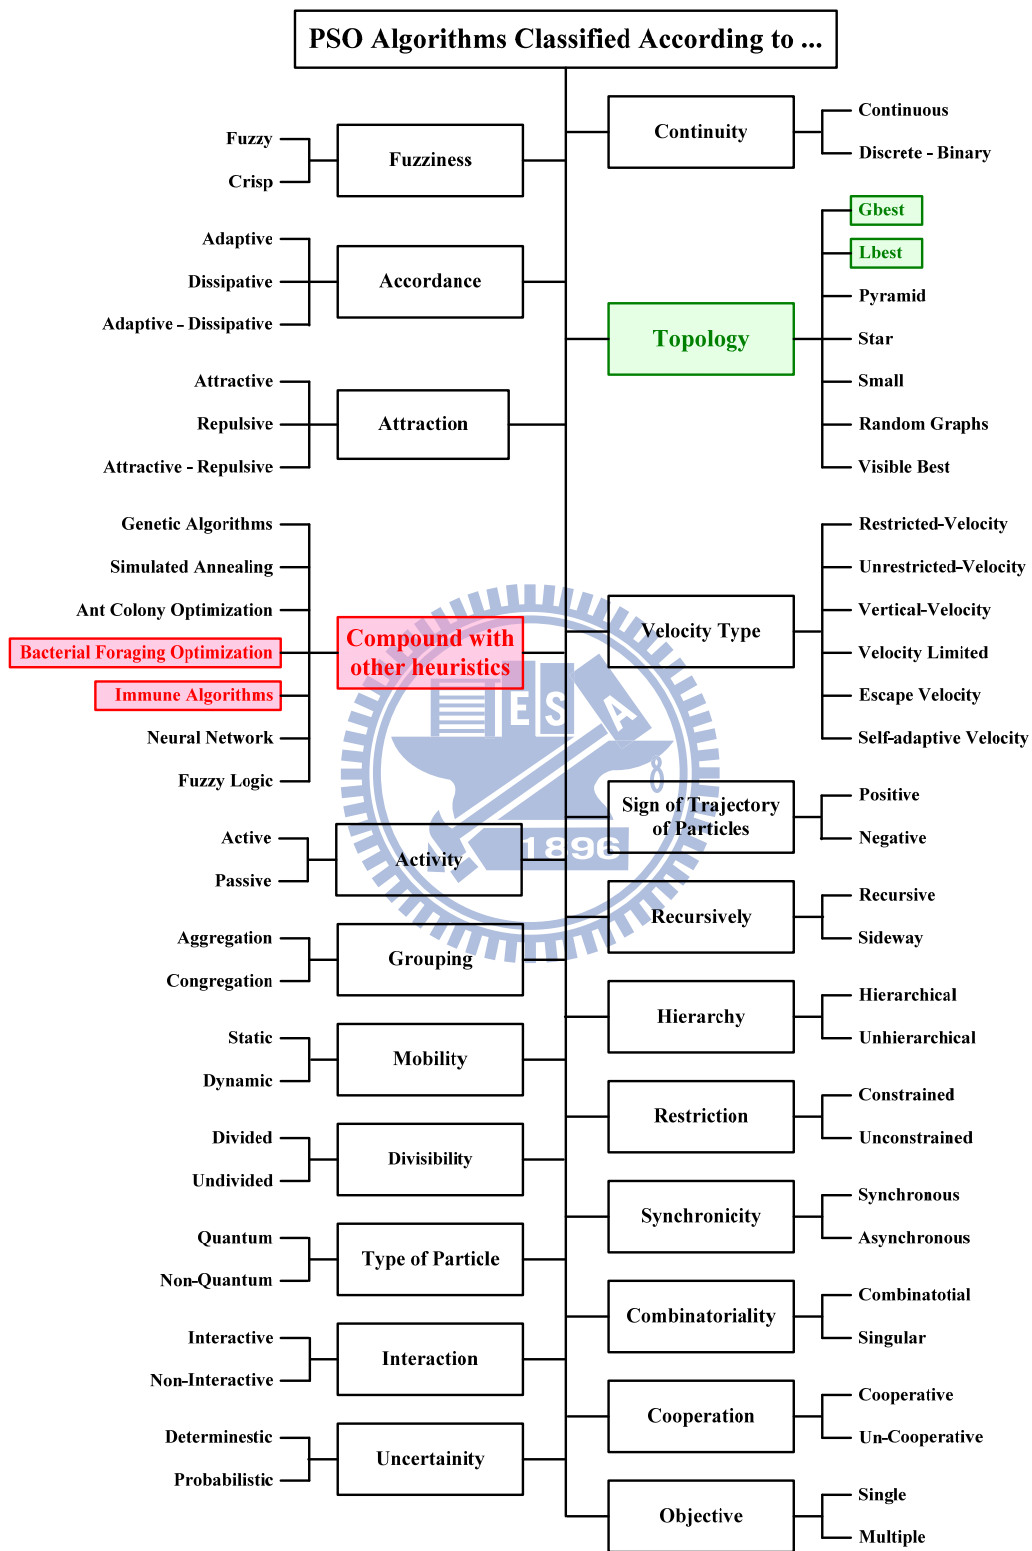 PSO Algorithms Classified According to ...
Fuzzy
Crisp
Fuzziness
Adaptive
Dissipative
Adaptive - Dissipative
Accordance
Attractive
Repulsive
Attractive - Repulsive
Attraction
Genetic Algorithms
Simulated Annealing
Ant Colony Optimization
Bacterial Foraging Optimization
Immune Algorithms
Neural Network
Fuzzy Logic
Compound with
other heuristics
Active
Passive
Activity
Aggregation
Congregation
Grouping
Static
Dynamic
Mobility
Divided
Undivided
Divisibility
Quantum
Non-Quantum
Type of Particle
Interactive
Non-Interactive
Interaction
Determinestic
Probabilistic
Uncertainity
Continuity
Continuous
Discrete - Binary
Topology
Gbest
Lbest
Pyramid
Star
Small
Random Graphs
Visible Best
Velocity Type
Restricted-Velocity
Unrestricted-Velocity
Vertical-Velocity
Velocity Limited
Escape Velocity
Self-adaptive Velocity
Sign of Trajectory
of Particles
Positive
Negative
Recursively
Recursive
Sideway
Hierarchy
Hierarchical
Unhierarchical
Restriction
Constrained
Unconstrained
Synchronicity
Synchronous
Asynchronous
Combinatoriality
Combinatotial
Singular
Cooperation
Cooperative
Un-Cooperative
Objective
Single
Multiple
E S A
1896